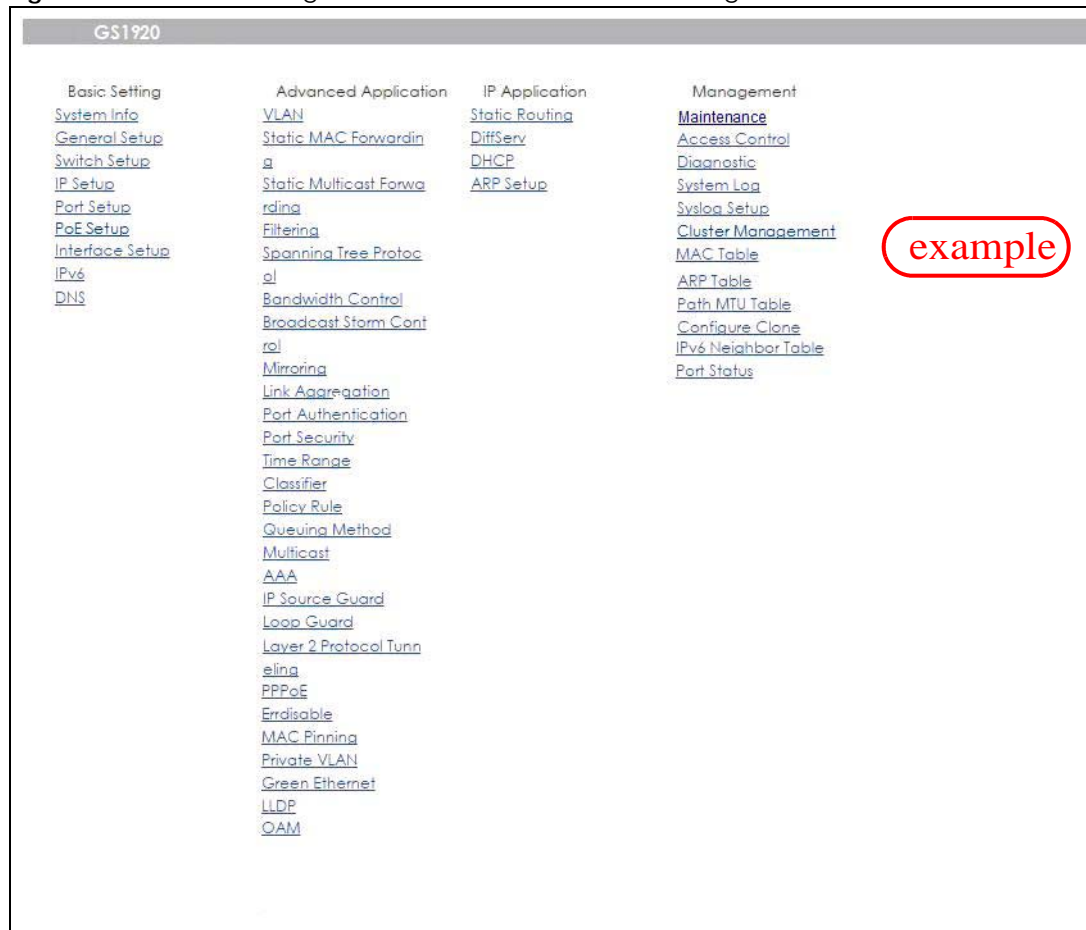 GS1920
Basic Setting
System Info
General Setup
Switch Setup
IP Setup
Port Setup
PoE Setup
Interface Setup
IPv6
DNS
Advanced Application
VLAN
Static MAC Forwardin
g
Static Multicast Forwa
rding
Filtering
Spanning Tree Protoc
ol
Bandwidth Control
Broadcast Storm Cont
rol
Mirroring
Link Aggregation
Port Authentication
Port Security
Time Range
Classifier
Policy Rule
Queuing Method
Multicast
AAA
IP Source Guard
Loop Guard
Layer 2 Protocol Tunn
eling
PPPoE
Errdisable
MAC Pinning
Private VLAN
Green Ethernet
LLDP
OAM
IP Application
Static Routing
DiffServ
DHCP
ARP Setup
Management
Maintenance
Access Control
Diagnostic
System Log
Syslog Setup
Cluster Management
MAC Table
ARP Table
Path MTU Table
Configure Clone
IPv6 Neighbor Table
Port Status
example